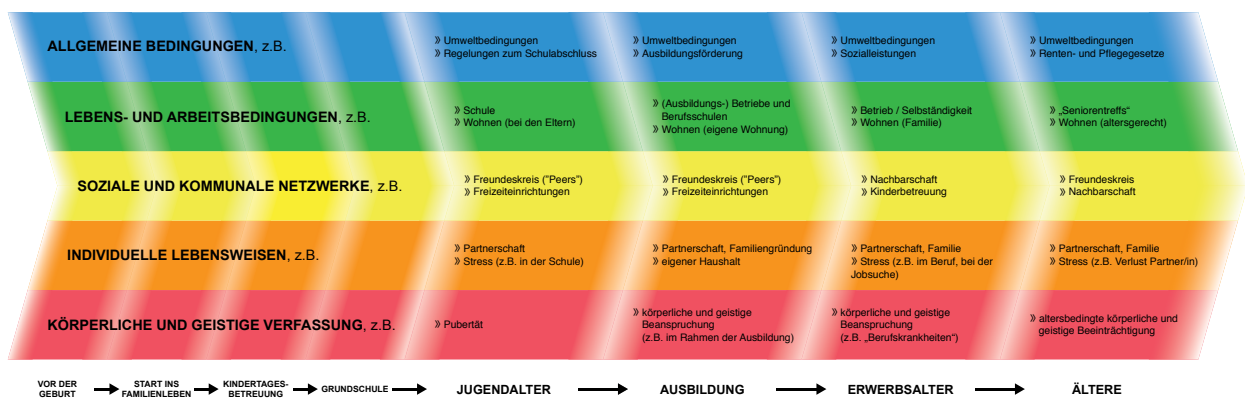 ALLGEMEINE BEDINGUNGEN, z.B.
» Umweltbedingungen
» Regelungen zum Schulabschluss
» Umweltbedingungen
» Ausbildungsförderung
» Umweltbedingungen
» Sozialleistungen
» Umweltbedingungen
» Renten- und Pflegegesetze
LEBENS- UND ARBEITSBEDINGUNGEN, z.B.
» Schule
» Wohnen (bei den Eltern)
» (Ausbildungs-) Betriebe und
Berufsschulen
» Wohnen (eigene Wohnung)
» Betrieb / Selbständigkeit
» Wohnen (Familie)
» „Seniorentreffs“
» Wohnen (altersgerecht)
SOZIALE UND KOMMUNALE NETZWERKE, z.B.
» Freundeskreis ("Peers")
» Freizeiteinrichtungen
» Freundeskreis ("Peers")
» Freizeiteinrichtungen
» Nachbarschaft
» Kinderbetreuung
» Freundeskreis
» Nachbarschaft
INDIVIDUELLE LEBENSWEISEN, z.B.
» Partnerschaft
» Stress (z.B. in der Schule)
» Partnerschaft, Familiengründung
» eigener Haushalt
» Partnerschaft, Familie
» Stress (z.B. im Beruf, bei der
Jobsuche)
» Partnerschaft, Familie
» Stress (z.B. Verlust Partner/in)
KÖRPERLICHE UND GEISTIGE VERFASSUNG, z.B.
» Pubertät
» körperliche und geistige
Beanspruchung
(z.B. im Rahmen der Ausbildung)
» körperliche und geistige
Beanspruchung
(z.B. „Berufskrankheiten“)
» altersbedingte körperliche und
geistige Beeinträchtigung
VOR DER
GEBURT
START INS
FAMILIENLEBEN
KINDERTAGES-
BETREUUNG
GRUNDSCHULE
JUGENDALTER
AUSBILDUNG
ERWERBSALTER
ÄLTERE